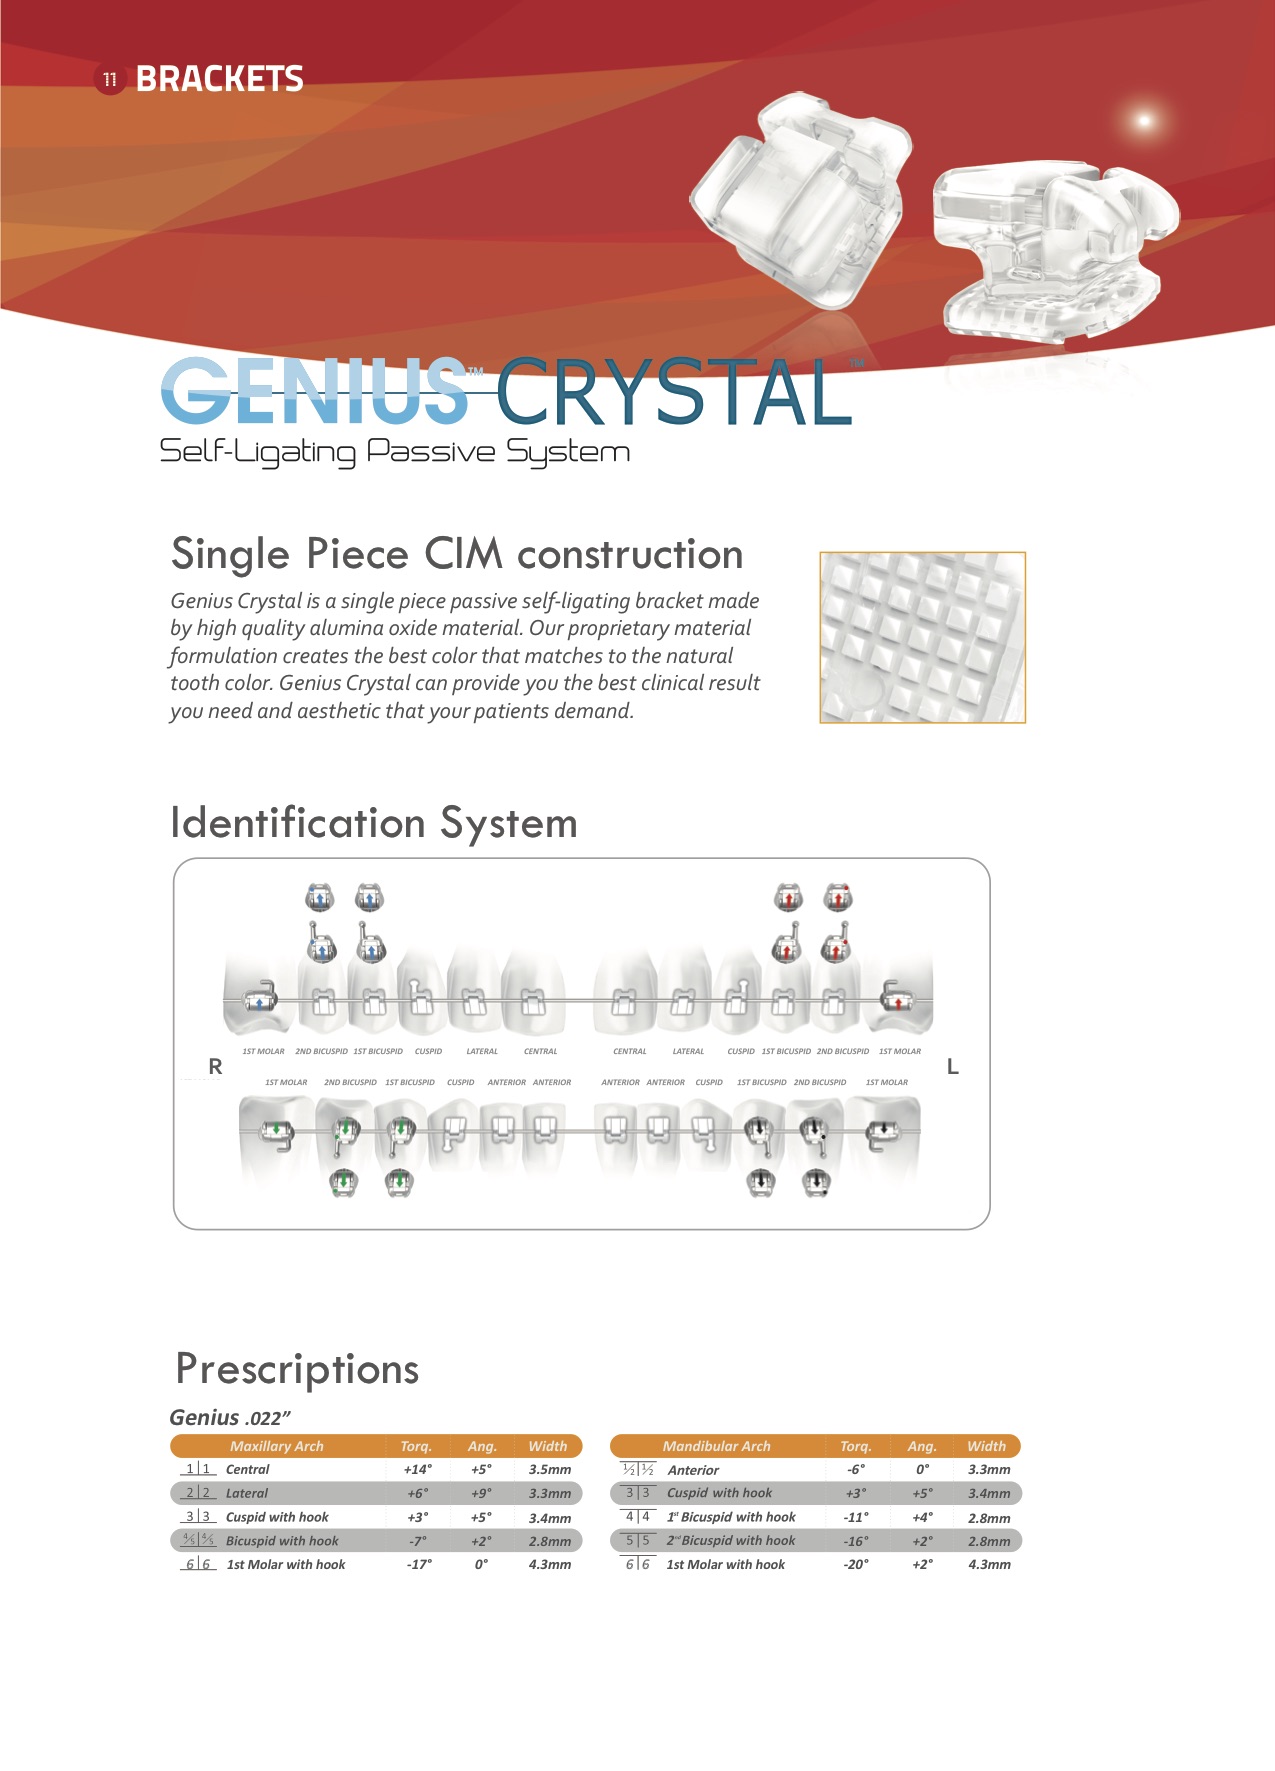 11 BRACKETS
GENIUS™ CRYSTAL™
Self-Ligating Passive System
Single Piece CIM construction
Genius Crystal is a single piece passive self-ligating bracket made
by high quality alumina oxide material. Our proprietary material
formulation creates the best color that matches to the natural
tooth color. Genius Crystal can provide you the best clinical result
you need and aesthetic that your patients demand.
Identification System
1ST MOLAR 2ND BICUSPID 1ST BICUSPID CUSPID LATERAL CENTRAL CENTRAL LATERAL CUSPID 1ST BICUSPID 2ND BICUSPID 1ST MOLAR
R L
1ST MOLAR 2ND BICUSPID 1ST BICUSPID CUSPID ANTERIOR ANTERIOR ANTERIOR ANTERIOR CUSPID 1ST BICUSPID 2ND BICUSPID 1ST MOLAR
Prescriptions
Genius .022”
Maxillary Arch Torq. Ang. Width
1|1 Central +14° +5° 3.5mm
2|2 Lateral +6° +9° 3.3mm
3|3 Cuspid with hook +3° +5° 3.4mm
4/5|4/5 Bicuspid with hook -7° +2° 2.8mm
6|6 1st Molar with hook -17° 0° 4.3mm
Mandibular Arch Torq. Ang. Width
½|½ Anterior -6° 0° 3.3mm
3|3 Cuspid with hook +3° +5° 3.4mm
4|4 1st Bicuspid with hook -11° +4° 2.8mm
5|5 2nd Bicuspid with hook -16° +2° 2.8mm
6|6 1st Molar with hook -20° +2° 4.3mm